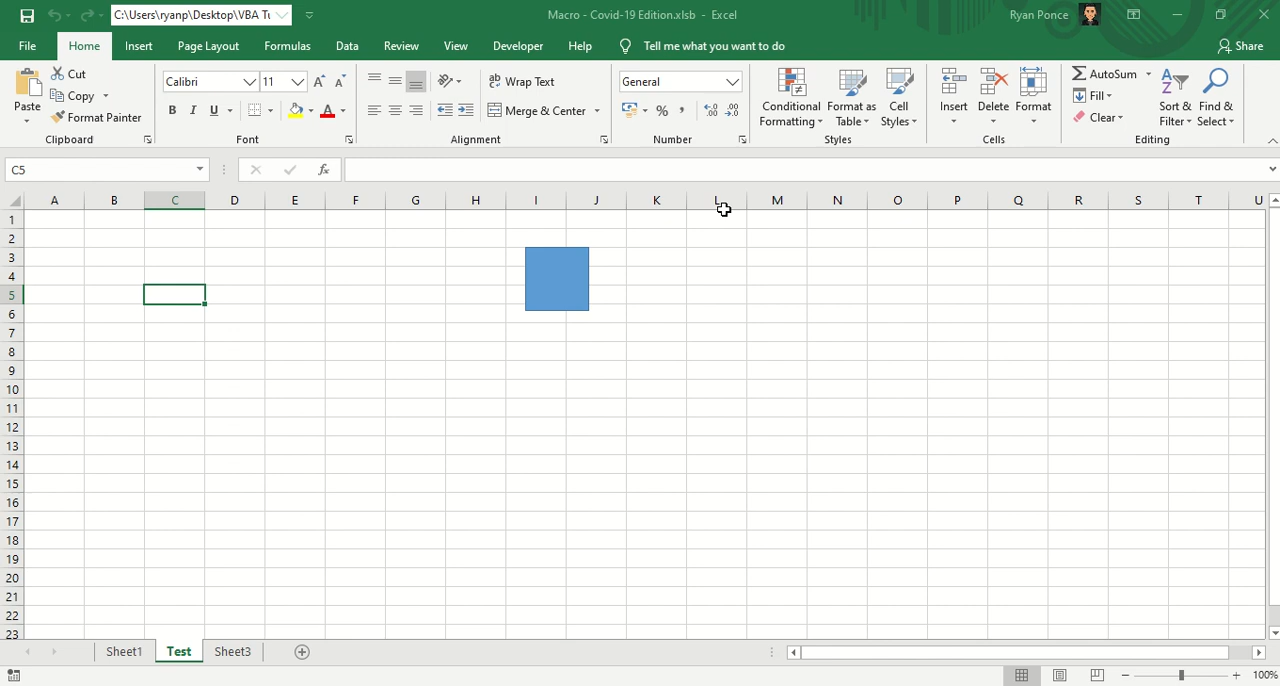 C:\Users\ryanp\Desktop\VBA Tu
Macro - Covid-19 Edition.xlsb - Excel
Ryan Ponce
File Home Insert Page Layout Formulas Data Review View Developer Help Tell me what you want to do Share
Paste
Cut
Copy
Format Painter
Clipboard
Calibri 11
B I U
Font
Wrap Text
Merge & Center
Alignment
General
Number
Conditional Formatting
Format as Table
Cell Styles
Styles
Insert Delete Format
Cells
AutoSum
Fill
Clear
Sort & Filter
Find & Select
Editing
C5 fx
A B C D E F G H I J K L M N O P Q R S T U
1
2
3
4
5
6
7
8
9
10
11
12
13
14
15
16
17
18
19
20
21
22
23
Sheet1 Test Sheet3
100%